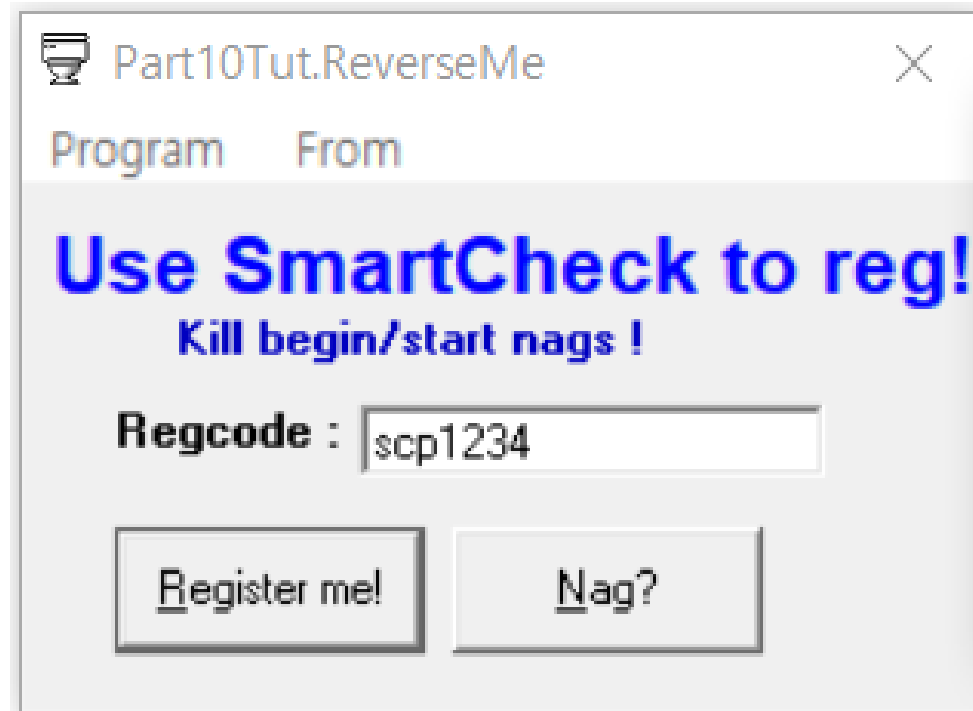 Part10Tut.ReverseMe
Program From
Use SmartCheck to reg!
Kill begin/start nags !
Regcode : scp1234
Register me! Nag?